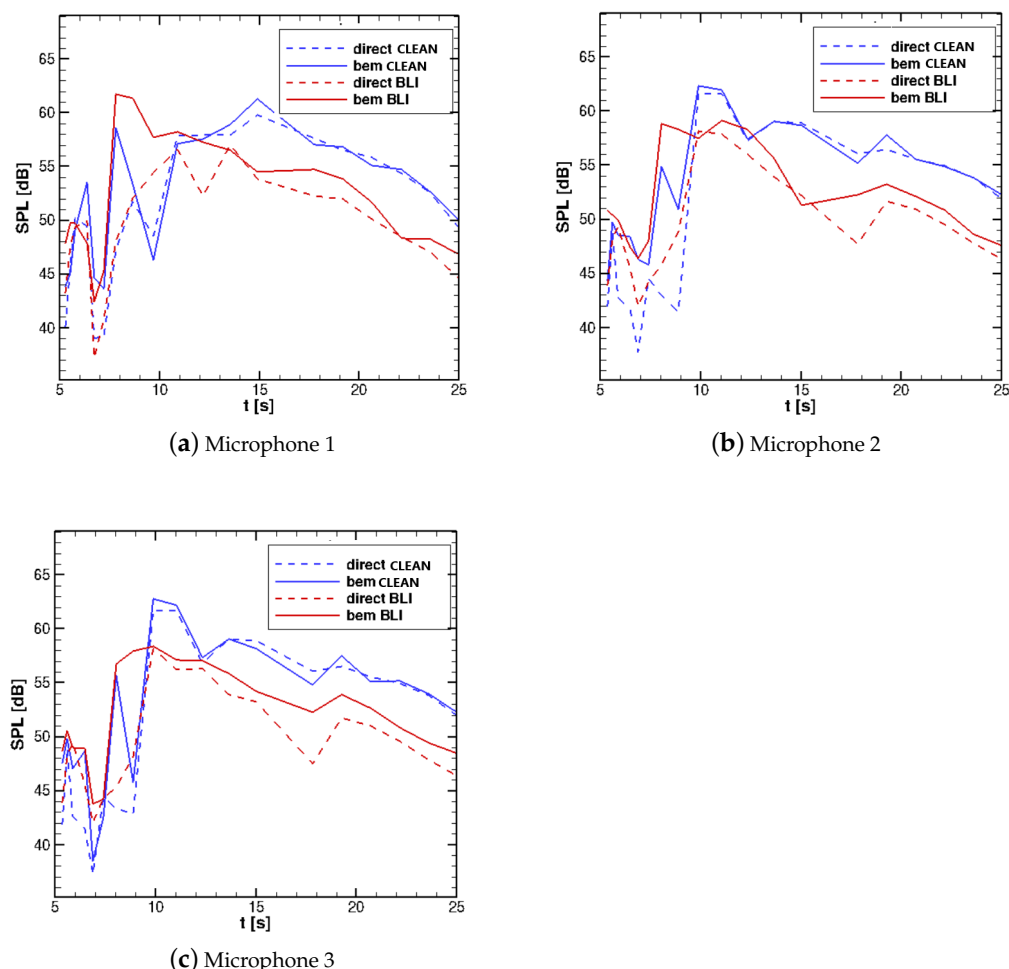 direct CLEAN
bem CLEAN
direct BLI
bem BLI
65
60
55
50
45
40
SPL [dB]
5 10 15 20 25
t [s]
(a) Microphone 1
direct CLEAN
bem CLEAN
direct BLI
bem BLI
65
60
55
50
45
40
SPL [dB]
5 10 15 20 25
t [s]
(b) Microphone 2
direct CLEAN
bem CLEAN
direct BLI
bem BLI
65
60
55
50
45
40
SPL [dB]
5 10 15 20 25
t [s]
(c) Microphone 3